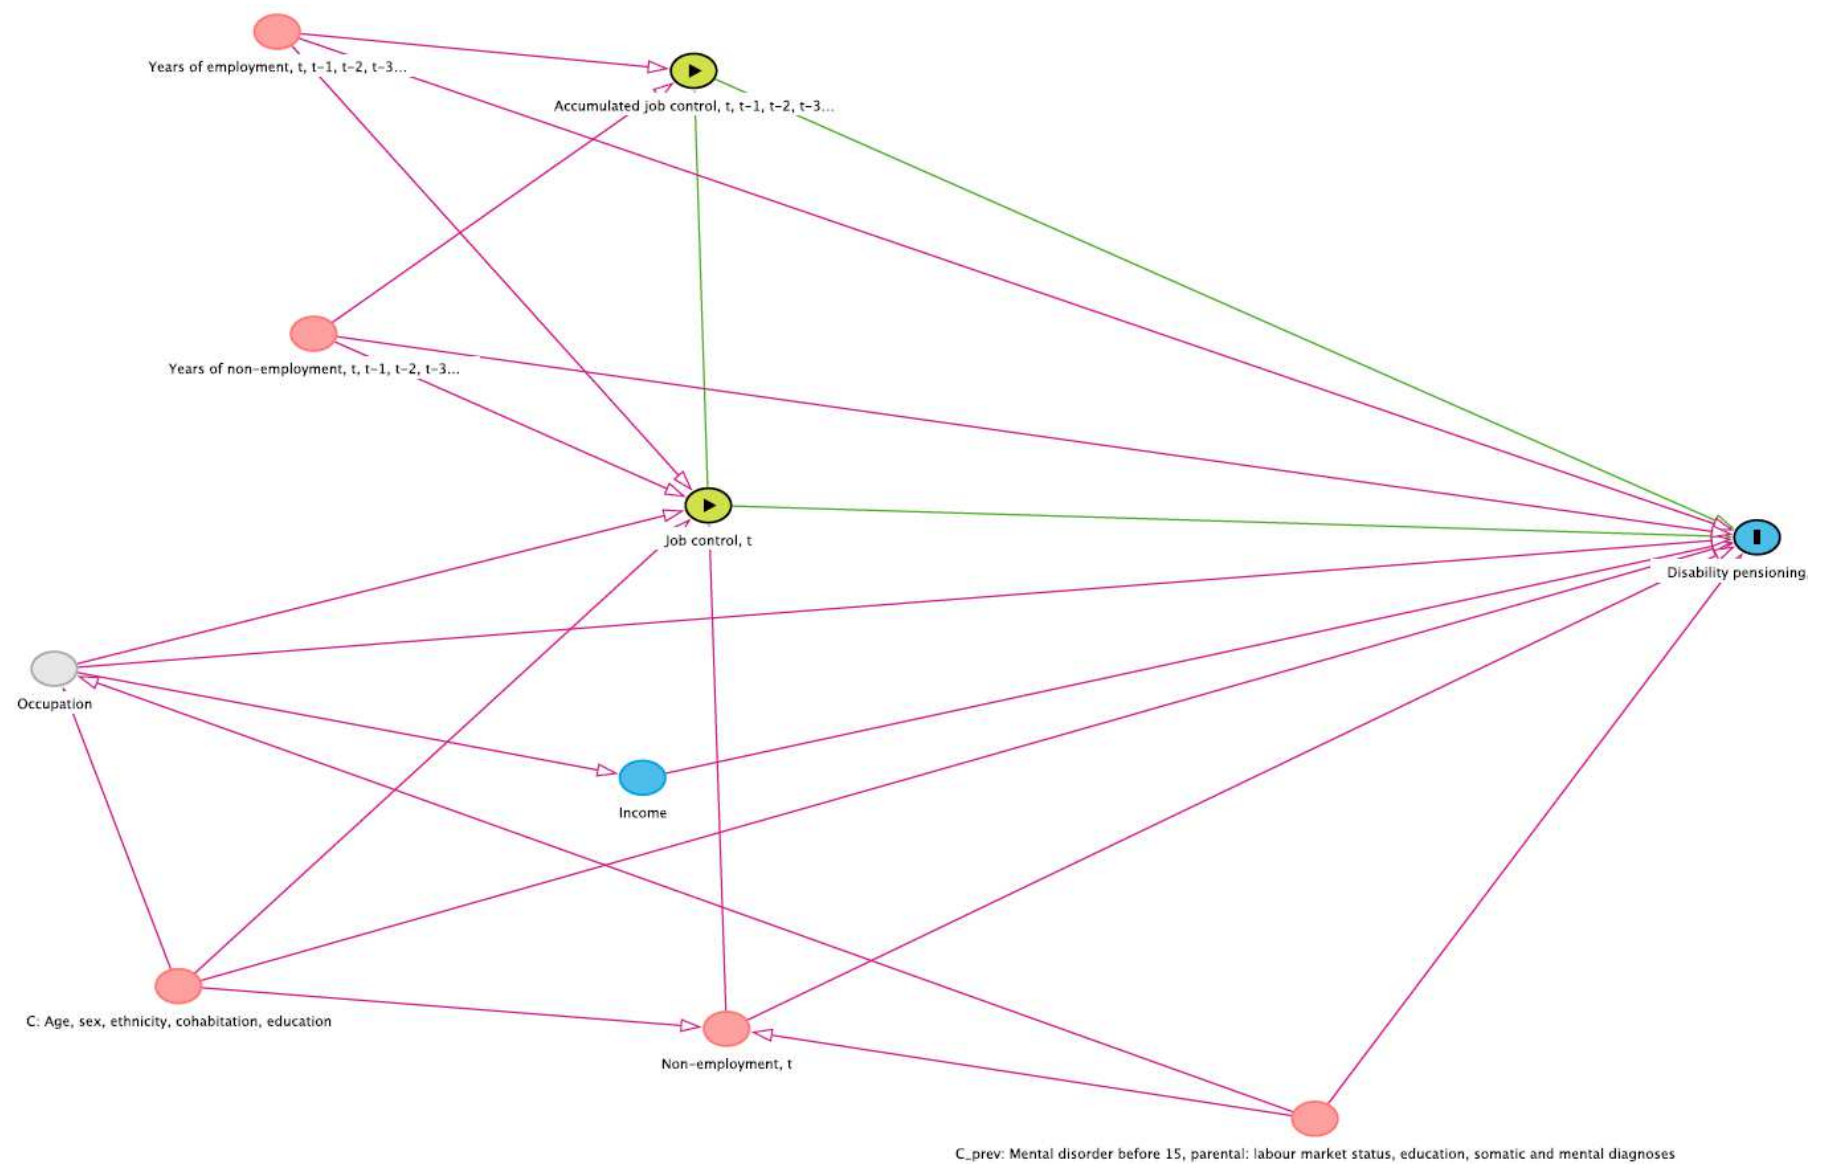 Years of employment, t, t-1, t-2, t-3...
Accumulated job control, t, t-1, t-2, t-3...
Years of non-employment, t, t-1, t-2, t-3...
Job control, t
Disability pensioning,
Occupation
Income
C: Age, sex, ethnicity, cohabitation, education
Non-employment, t
C_prev: Mental disorder before 15, parental: labour market status, education, somatic and mental diagnoses